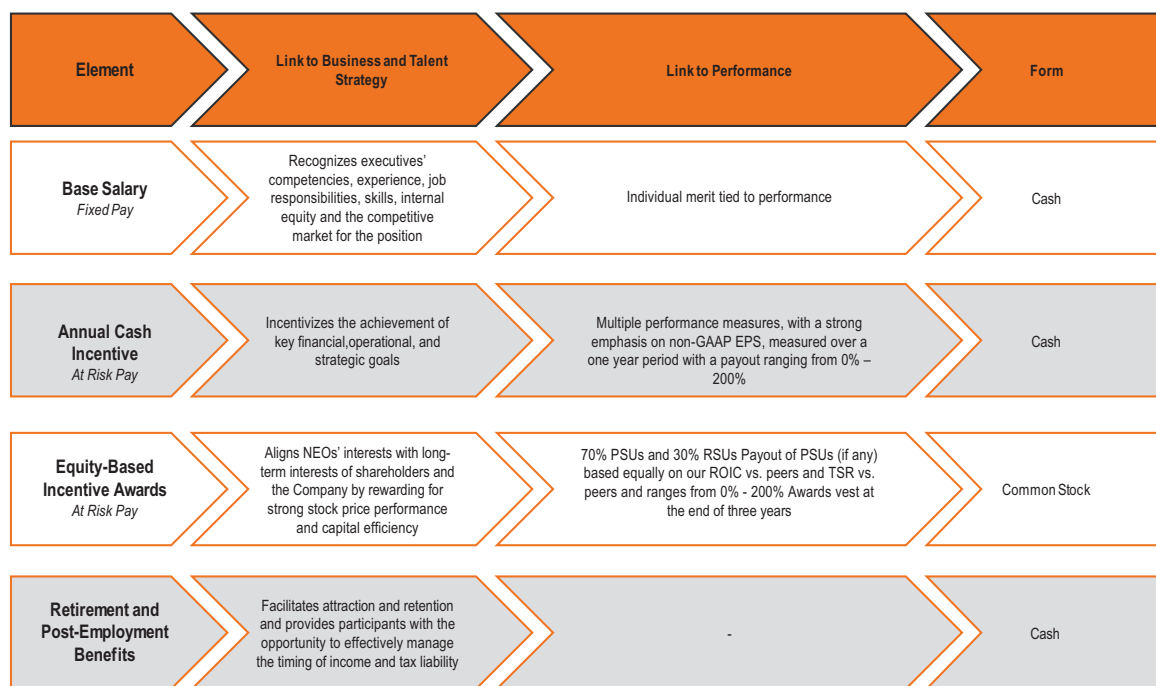 Element
Link to Business and Talent
Strategy
Link to Performance
Form
Base Salary
Fixed Pay
Recognizes executives'
competencies, experience, job
responsibilities, skills, internal
equity and the competitive
market for the position
Individual merit tied to performance
Cash
Annual Cash
Incentive
At Risk Pay
Incentivizes the achievement of
key financial,operational, and
strategic goals
Multiple performance measures, with a strong
emphasis on non-GAAP EPS, measured over a
one year period with a payout ranging from 0% –
200%
Cash
Equity-Based
Incentive Awards
At Risk Pay
Aligns NEOs' interests with long-
term interests of shareholders and
the Company by rewarding for
strong stock price performance
and capital efficiency
70% PSUs and 30% RSUs Payout of PSUs (if any)
based equally on our ROIC vs. peers and TSR vs.
peers and ranges from 0% - 200% Awards vest at
the end of three years
Common Stock
Retirement and
Post-Employment
Benefits
Facilitates attraction and retention
and provides participants with the
opportunity to effectively manage
the timing of income and tax liability
-
Cash